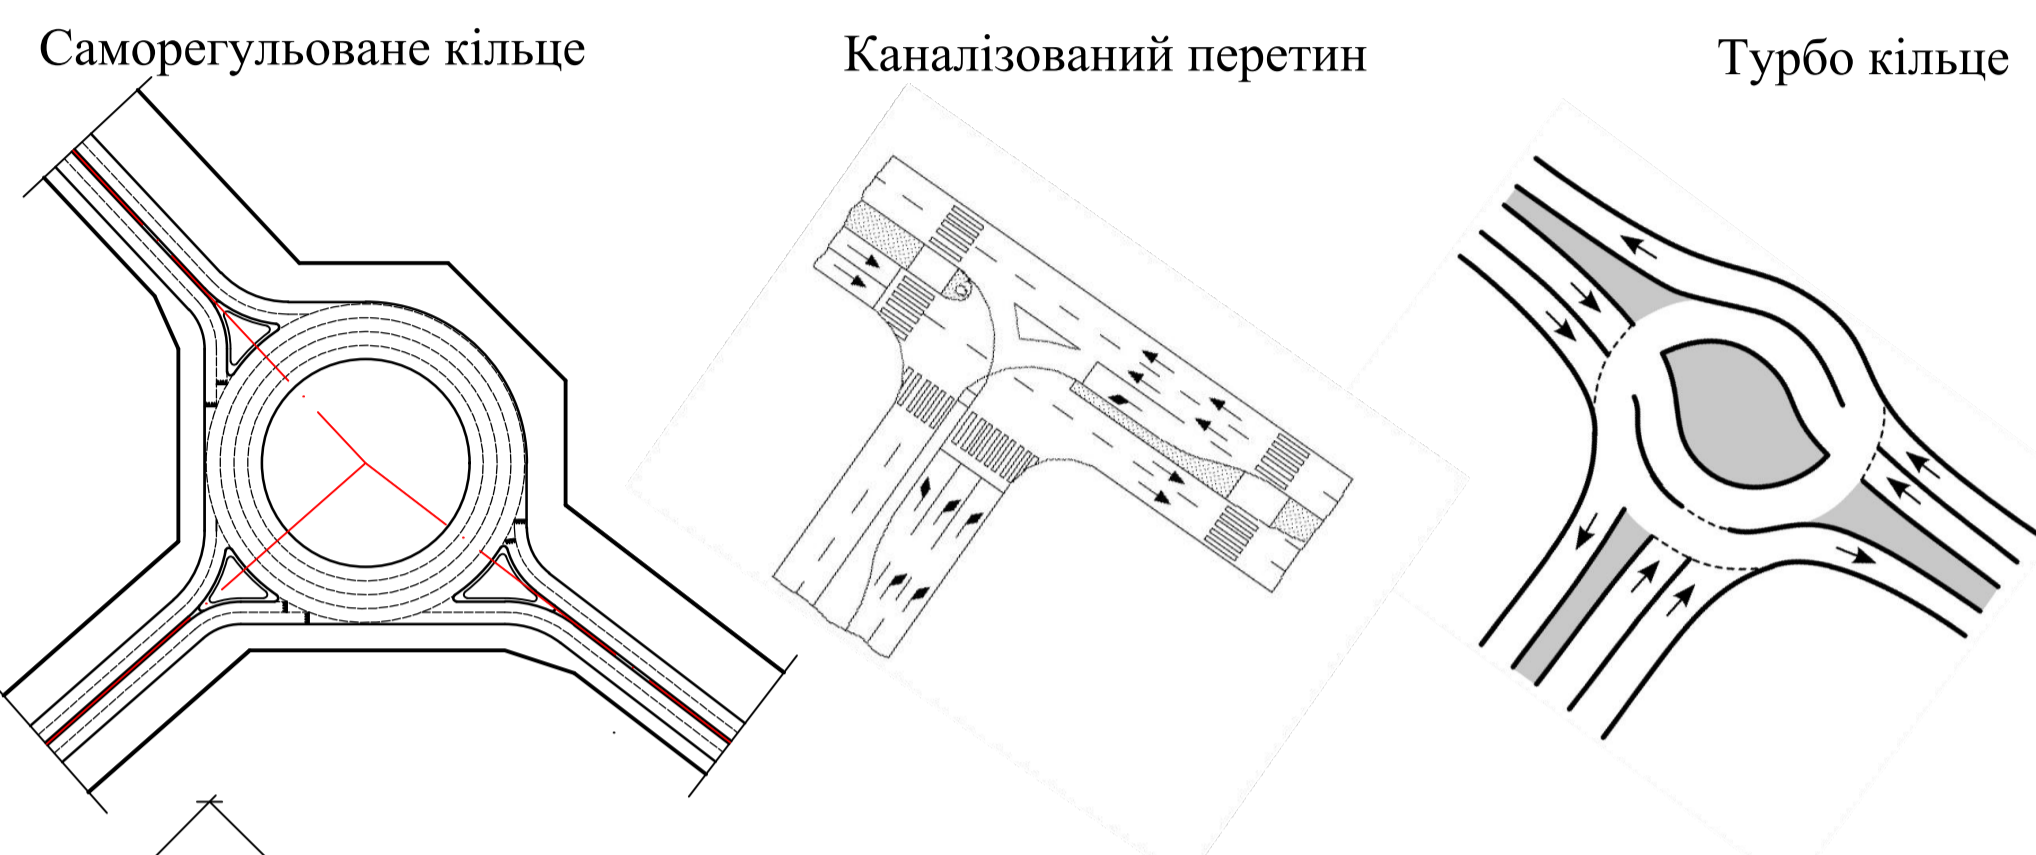 Саморегульоване кільце
Каналізований перетин
Турбо кільце